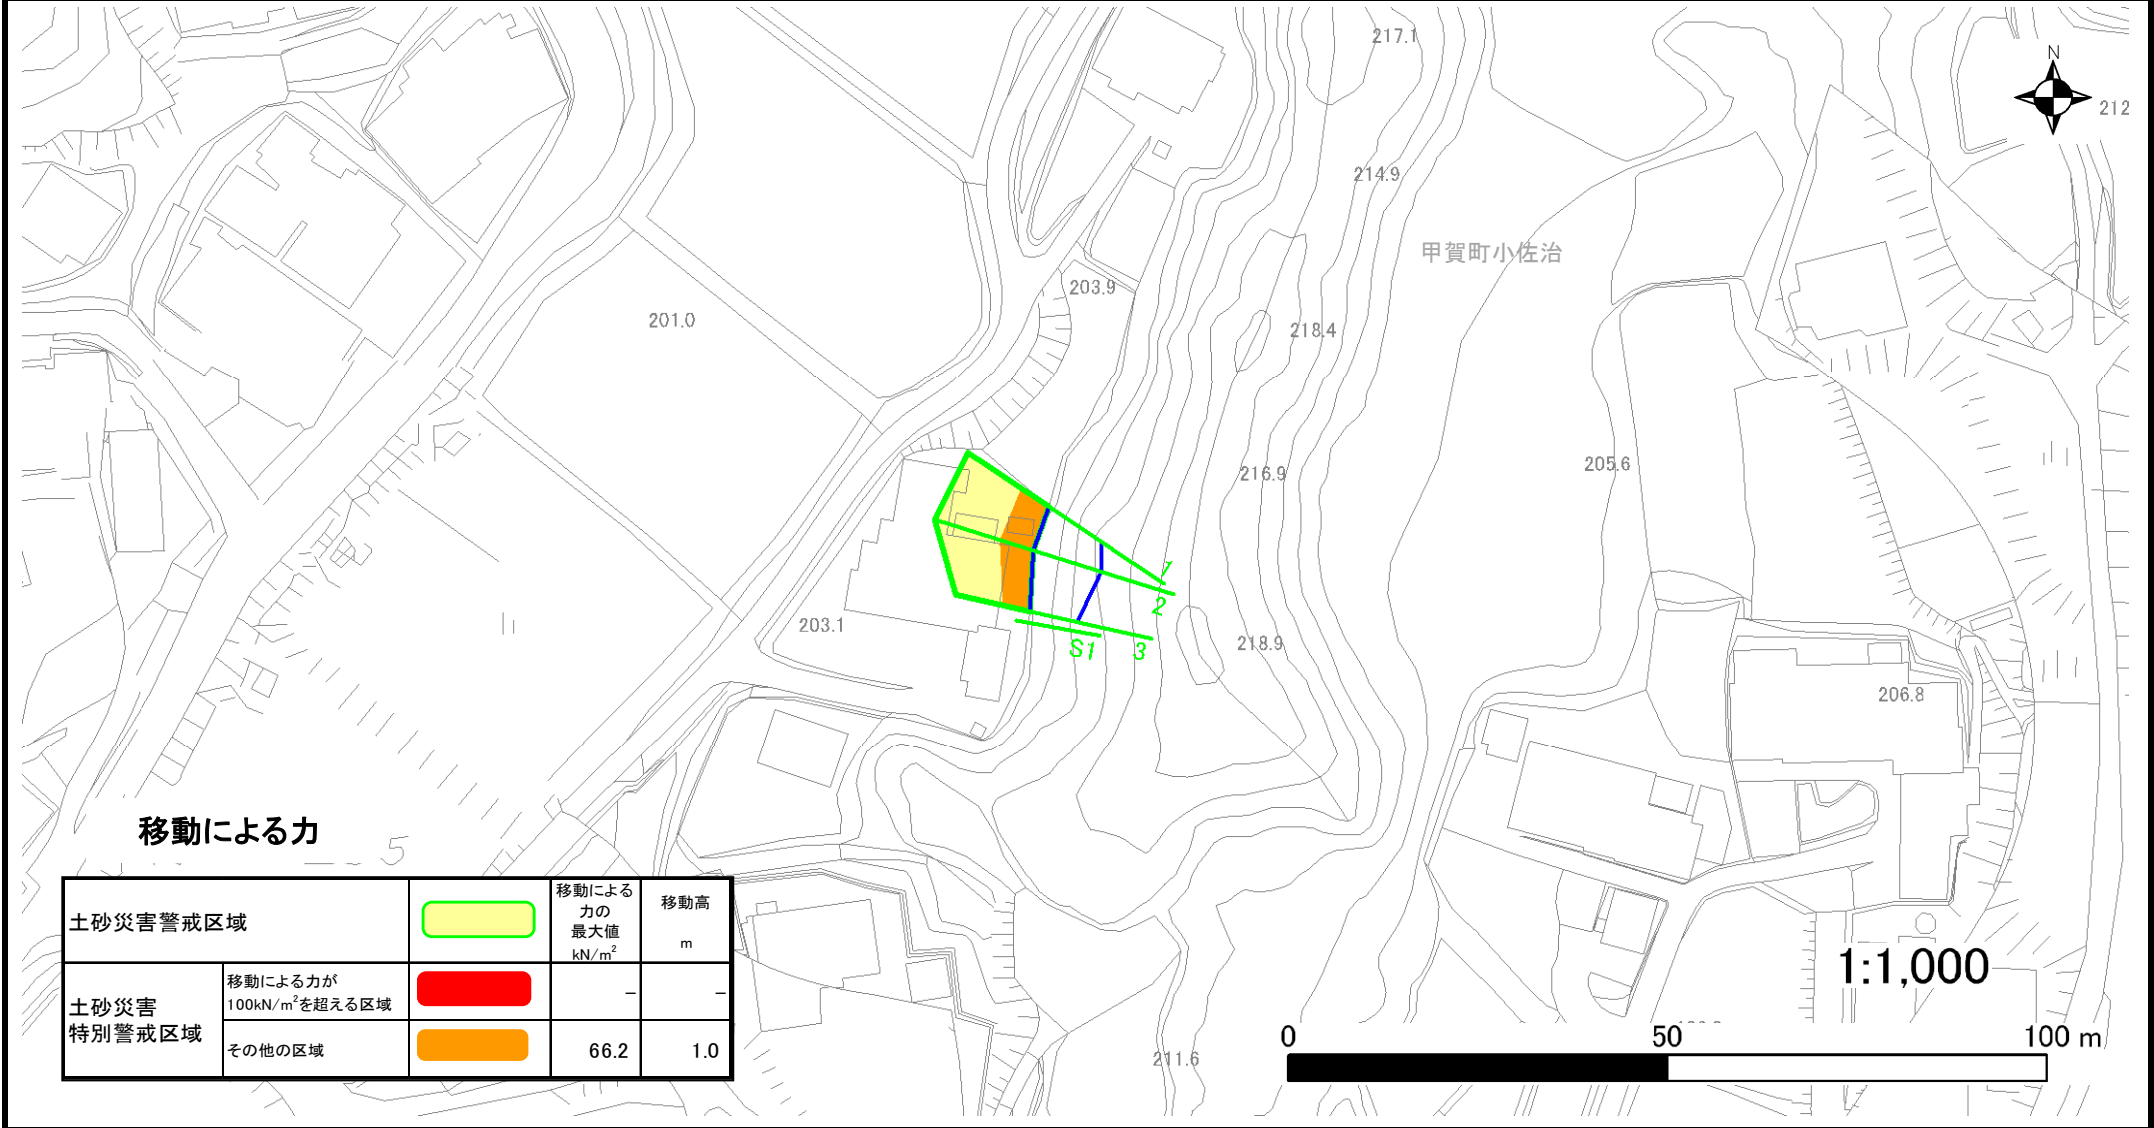 217.1
N
212
214.9
甲賀町小佐治
203.9
201.0
218.4
216.9
205.6
1
2
203.1
S1
3
218.9
206.8
移動による力
5
土砂災害警戒区域
移動による
力の
最大値
kN/m²
移動高
m
土砂災害
特別警戒区域
移動による力が
100kN/m²を超える区域
–
–
その他の区域
66.2
1.0
1:1,000
0
50
100 m
211.6